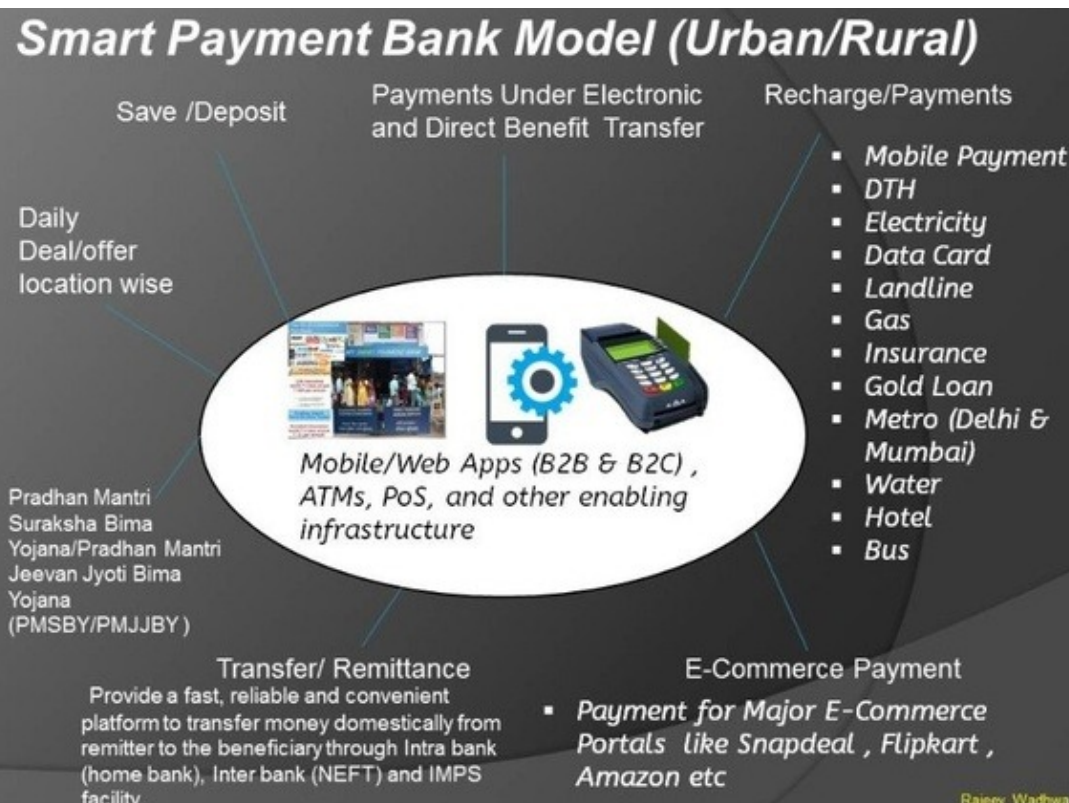 Smart Payment Bank Model (Urban/Rural)
Save /Deposit
Payments Under Electronic
and Direct Benefit Transfer
Recharge/Payments
▪ Mobile Payment
▪ DTH
▪ Electricity
▪ Data Card
▪ Landline
▪ Gas
▪ Insurance
▪ Gold Loan
▪ Metro (Delhi &
Mumbai)
▪ Water
▪ Hotel
▪ Bus
Daily
Deal/offer
location wise
Mobile/Web Apps (B2B & B2C) ,
ATMs, PoS, and other enabling
infrastructure
Pradhan Mantri
Suraksha Bima
Yojana/Pradhan Mantri
Jeevan Jyoti Bima
Yojana
(PMSBY/PMJJBY )
Transfer/ Remittance
Provide a fast, reliable and convenient
platform to transfer money domestically from
remitter to the beneficiary through Intra bank
(home bank), Inter bank (NEFT) and IMPS
facility
E-Commerce Payment
▪ Payment for Major E-Commerce
Portals like Snapdeal , Flipkart ,
Amazon etc
Rajeev Wadhwa